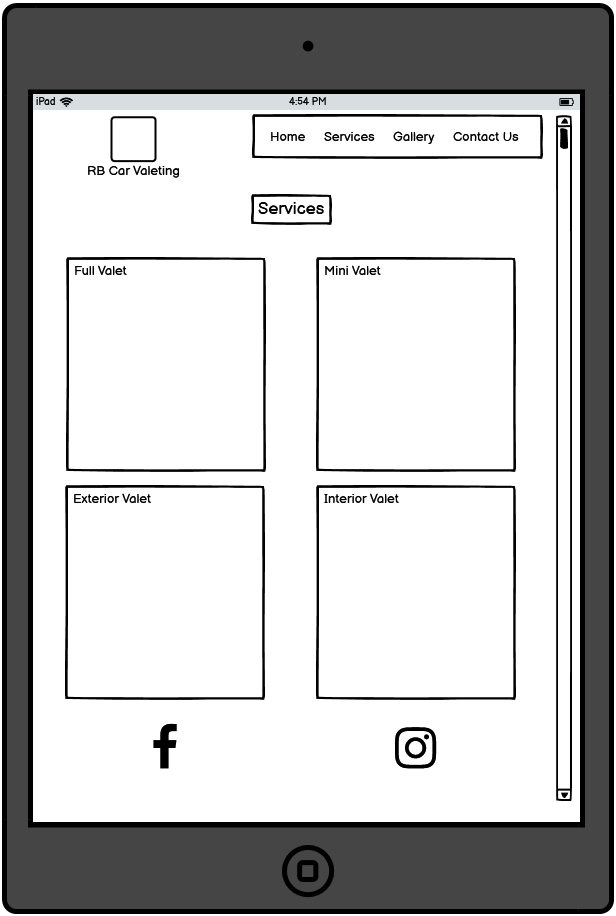 iPad 4:54 PM
Home Services Gallery Contact Us
RB Car Valeting
Services
Full Valet Mini Valet
Exterior Valet Interior Valet